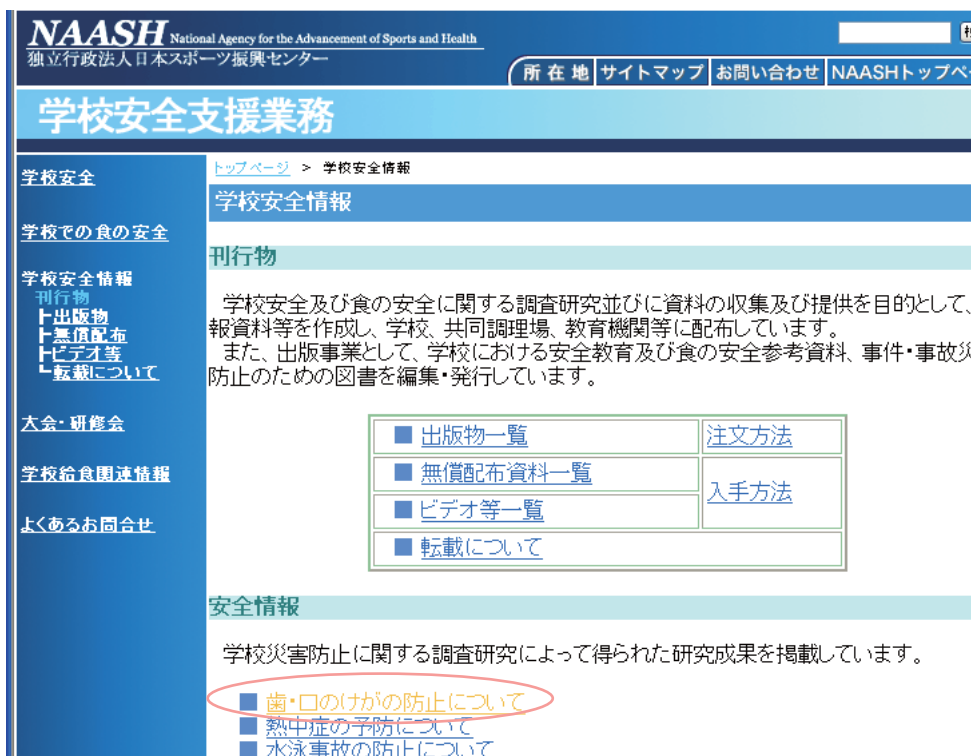 NAASH National Agency for the Advancement of Sports and Health
独立行政法人日本スポーツ振興センター
所在地 サイトマップ お問い合わせ NAASHトップペ
学校安全支援業務
学校安全
学校での食の安全
学校安全情報
刊行物
出版物
無償配布
ビデオ等
転載について
大会・研修会
学校給食関連情報
よくあるお問合せ
トップページ > 学校安全情報
学校安全情報
刊行物
学校安全及び食の安全に関する調査研究並びに資料の収集及び提供を目的として、
報資料等を作成し、学校、共同調理場、教育機関等に配布しています。
また、出版事業として、学校における安全教育及び食の安全参考資料、事件・事故災
防止のための図書を編集・発行しています。
■ 出版物一覧 注文方法
■ 無償配布資料一覧 入手方法
■ ビデオ等一覧
■ 転載について
安全情報
学校災害防止に関する調査研究によって得られた研究成果を掲載しています。
■ 歯・口のけがの防止について
■ 熱中症の予防について
■ 水泳事故の防止について